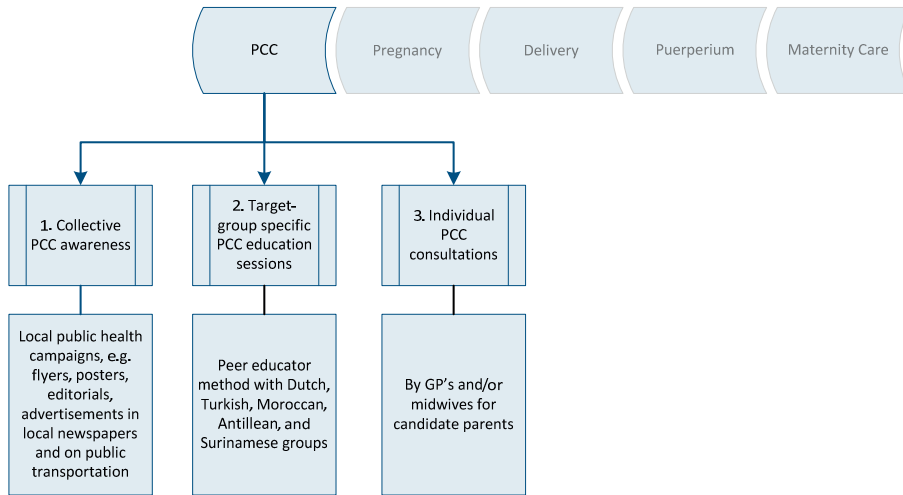 PCC
Pregnancy
Delivery
Puerperium
Maternity Care
1. Collective
PCC awareness
2. Target-
group specific
PCC education
sessions
3. Individual
PCC
consultations
Local public health
campaigns, e.g.
flyers, posters,
editorials,
advertisements in
local newspapers
and on public
transportation
Peer educator
method with Dutch,
Turkish, Moroccan,
Antillean, and
Surinamese groups
By GP's and/or
midwives for
candidate parents